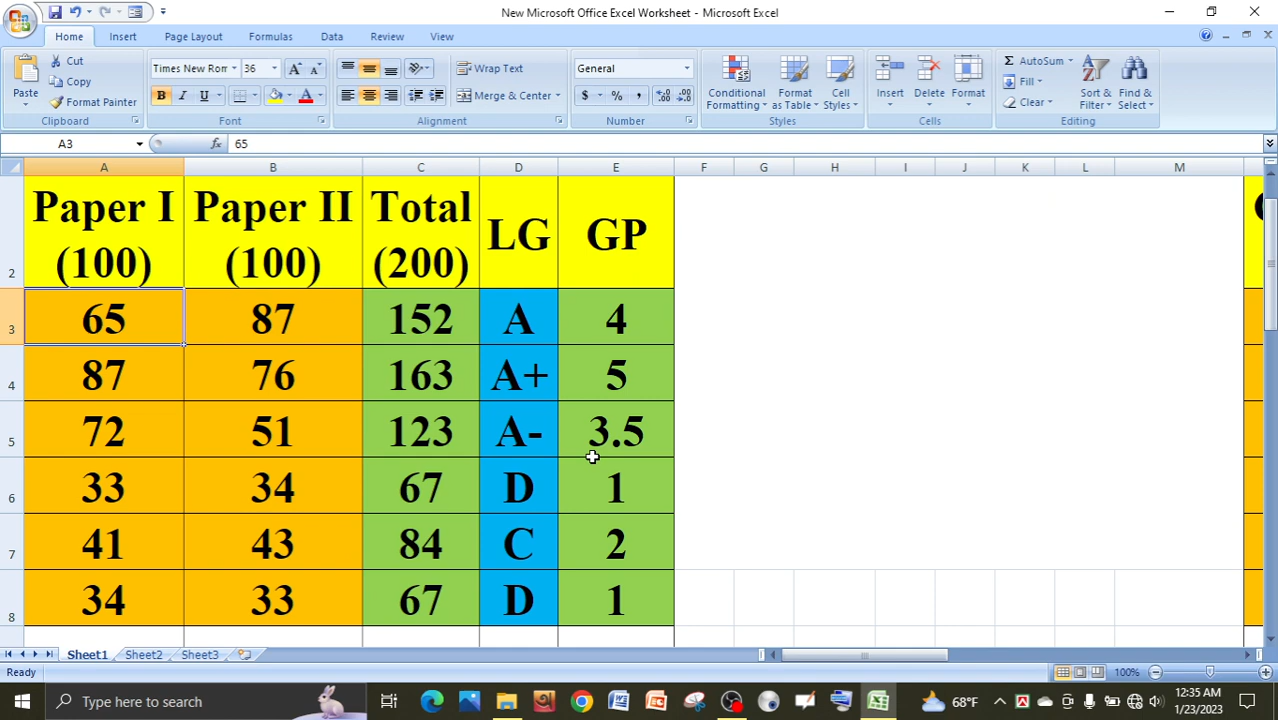 New Microsoft Office Excel Worksheet - Microsoft Excel
Home Insert Page Layout Formulas Data Review View
Paste
Cut
Copy
Format Painter
Clipboard
Times New Rom 36
B I U
Font
Wrap Text
Merge & Center
Alignment
General
$ % ,
Number
Conditional Formatting
Format as Table
Cell Styles
Styles
Insert
Delete
Format
Cells
AutoSum
Fill
Clear
Sort & Filter
Find & Select
Editing
A3 fx 65
A B C D E F G H I J K L M
2 Paper I (100) Paper II (100) Total (200) LG GP
3 65 87 152 A 4
4 87 76 163 A+ 5
5 72 51 123 A- 3.5
6 33 34 67 D 1
7 41 43 84 C 2
8 34 33 67 D 1
Sheet1 Sheet2 Sheet3
Ready 100%
Type here to search
68°F
12:35 AM
1/23/2023